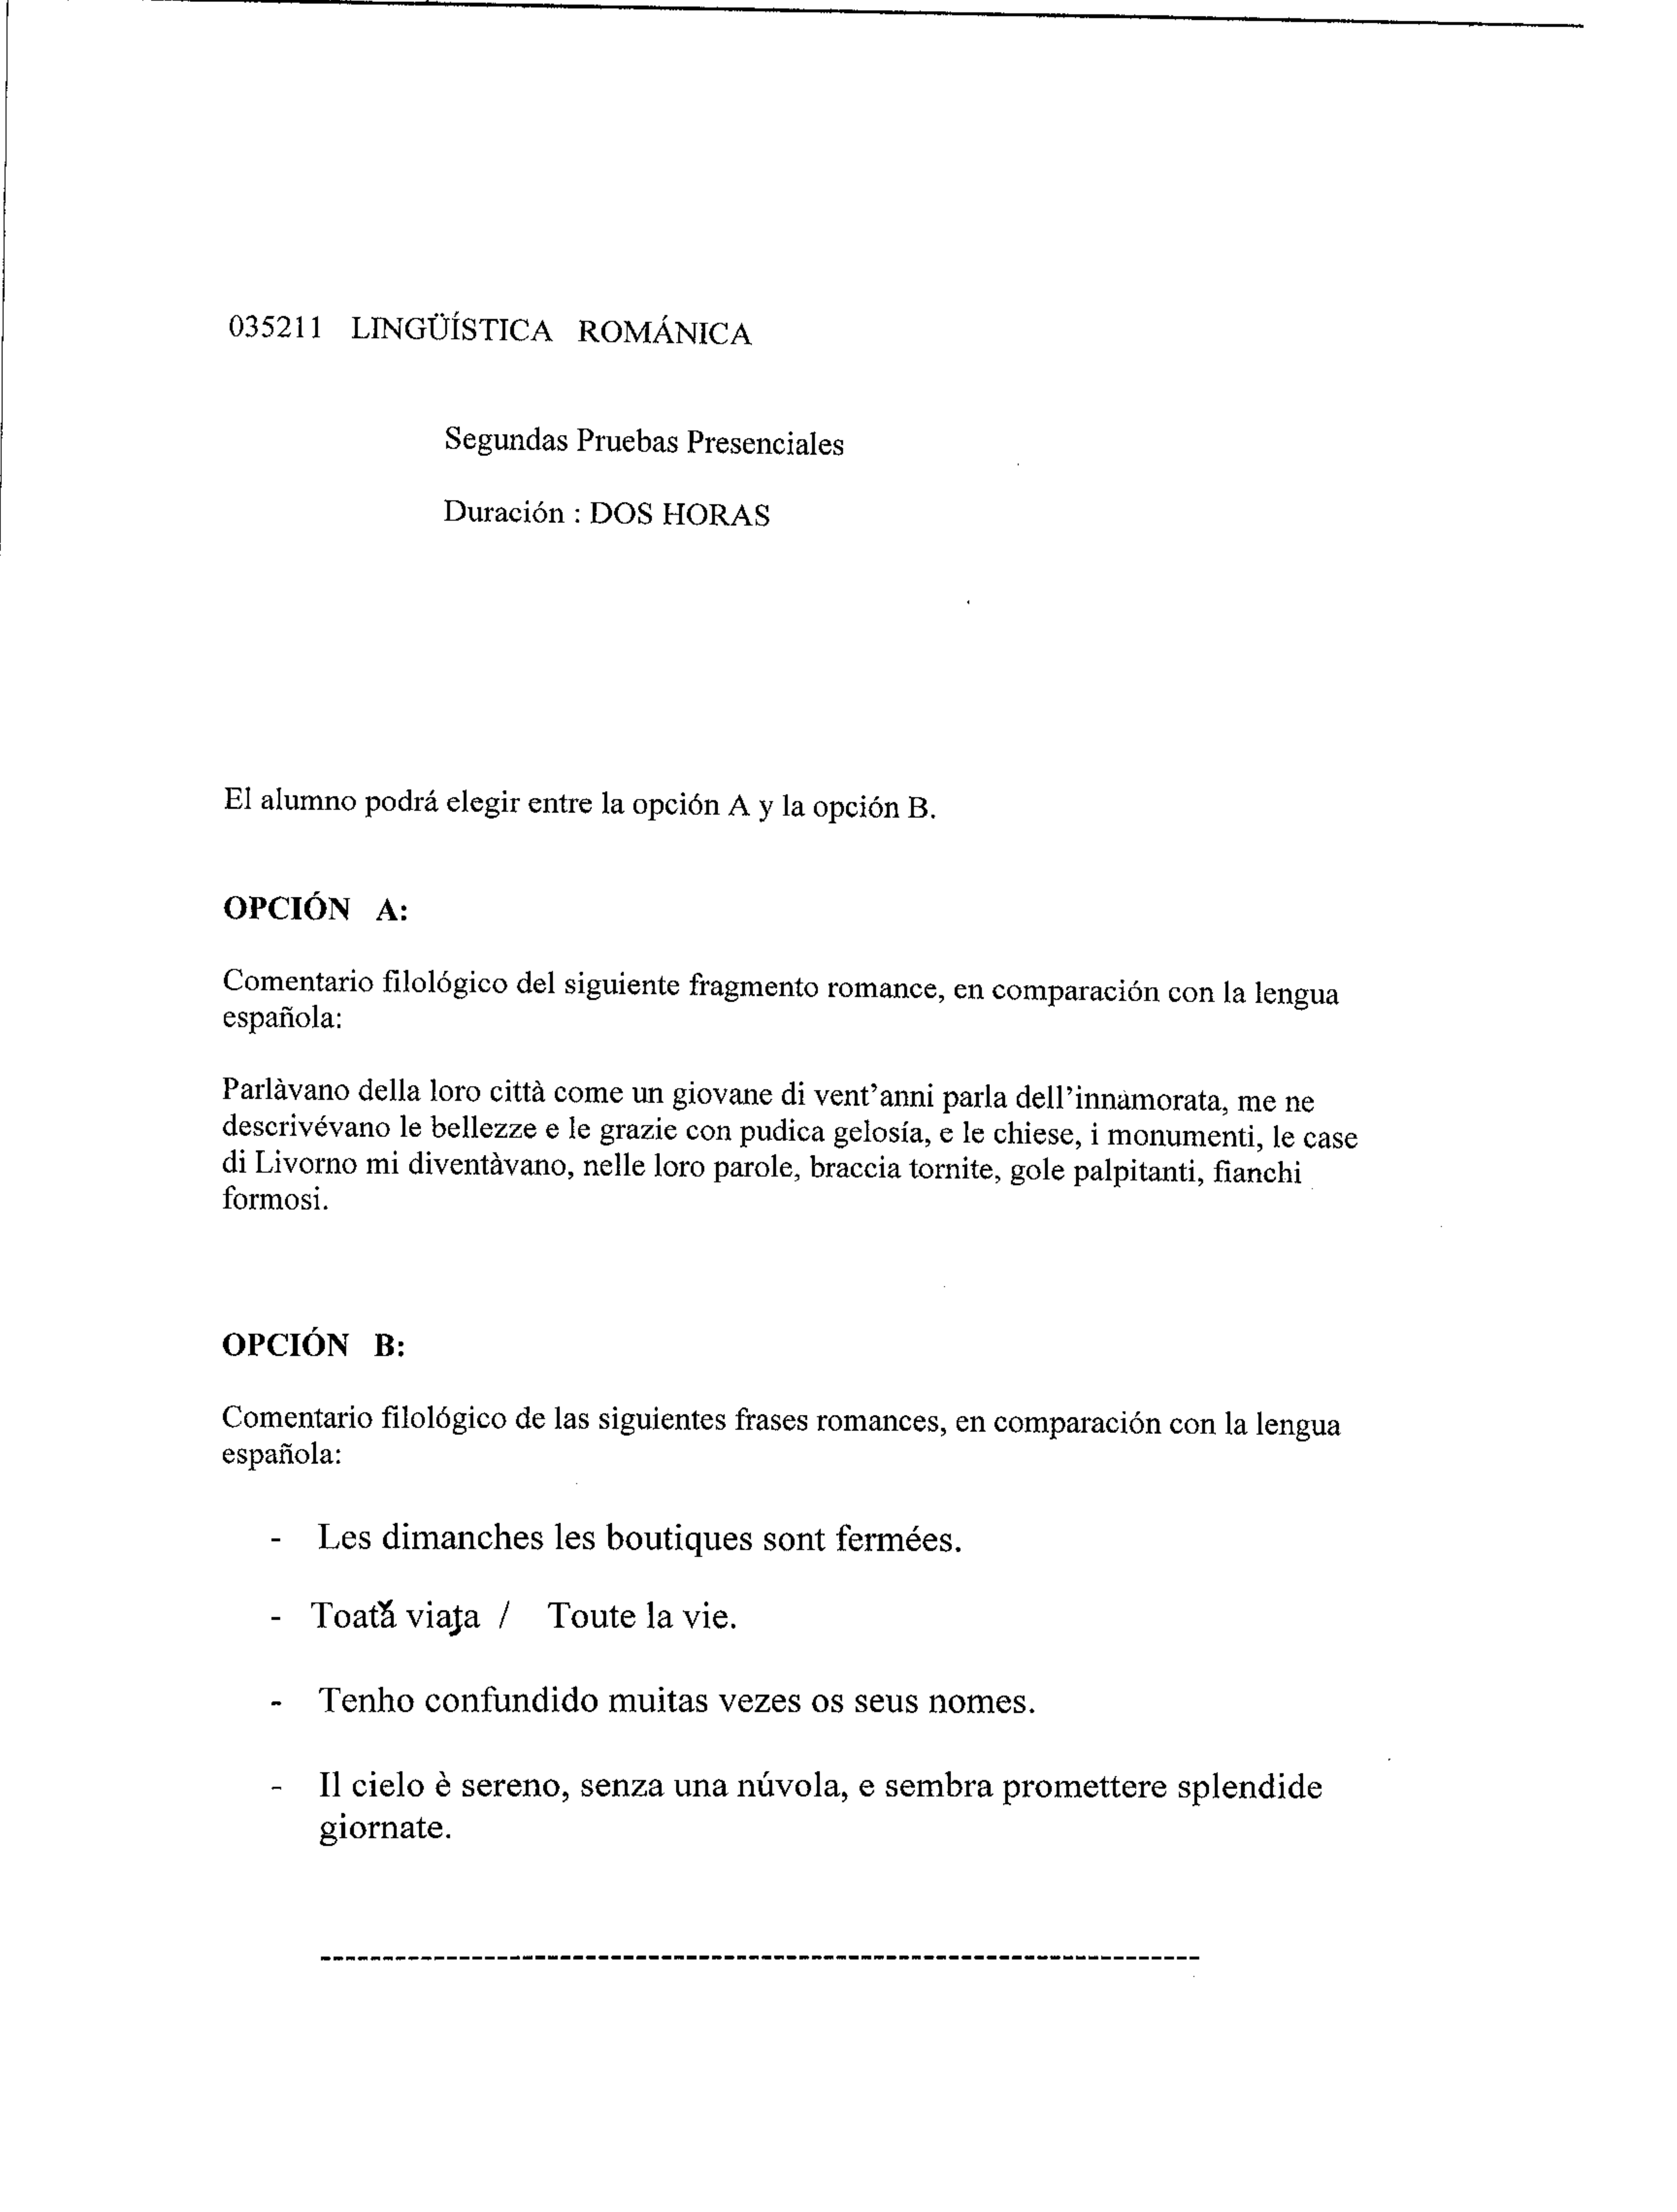 035211 LINGÜÍSTICA ROMÁNICA
Segundas Pruebas Presenciales
Duración : DOS HORAS
El alumno podrá elegir entre la opción A y la opción B.
OPCIÓN A:
Comentario filológico del siguiente fragmento romance, en comparación con la lengua
española:
Parlàvano della loro città come un giovane di vent'anni parla dell'innamorata, me ne
descrivévano le bellezze e le grazie con pudica gelosía, e le chiese, i monumenti, le case
di Livorno mi diventàvano, nelle loro parole, braccia tornite, gole palpitanti, fianchi
formosi.
OPCIÓN B:
Comentario filológico de las siguientes frases romances, en comparación con la lengua
española:
- Les dimanches les boutiques sont fermées.
- Toată viaţa / Toute la vie.
- Tenho confundido muitas vezes os seus nomes.
- Il cielo è sereno, senza una núvola, e sembra promettere splendide
giornate.